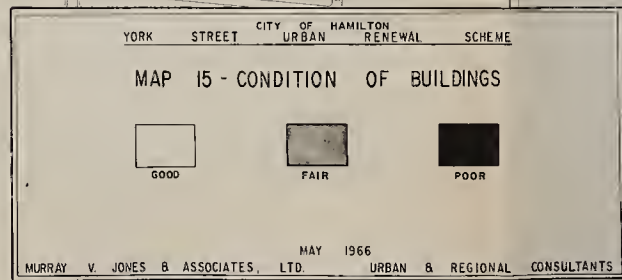 CITY OF HAMILTON
YORK STREET URBAN RENEWAL SCHEME
MAP 15 - CONDITION OF BUILDINGS
GOOD FAIR POOR
MAY 1966
MURRAY V. JONES & ASSOCIATES, LTD. URBAN & REGIONAL CONSULTANTS